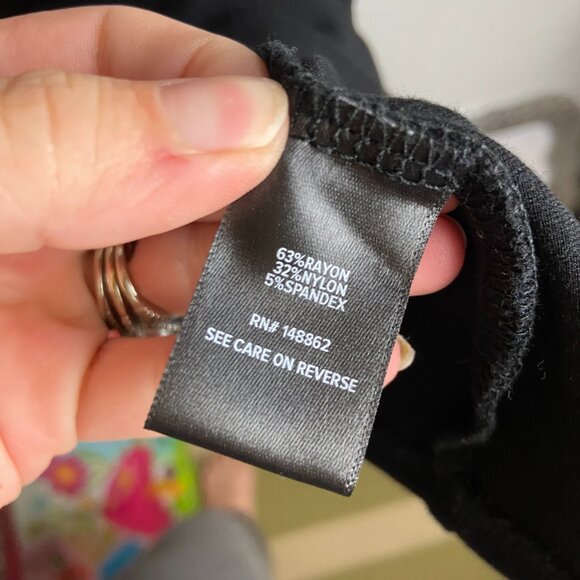 63%RAYON
32%NYLON
5%SPANDEX
RN# 148862
SEE CARE ON REVERSE